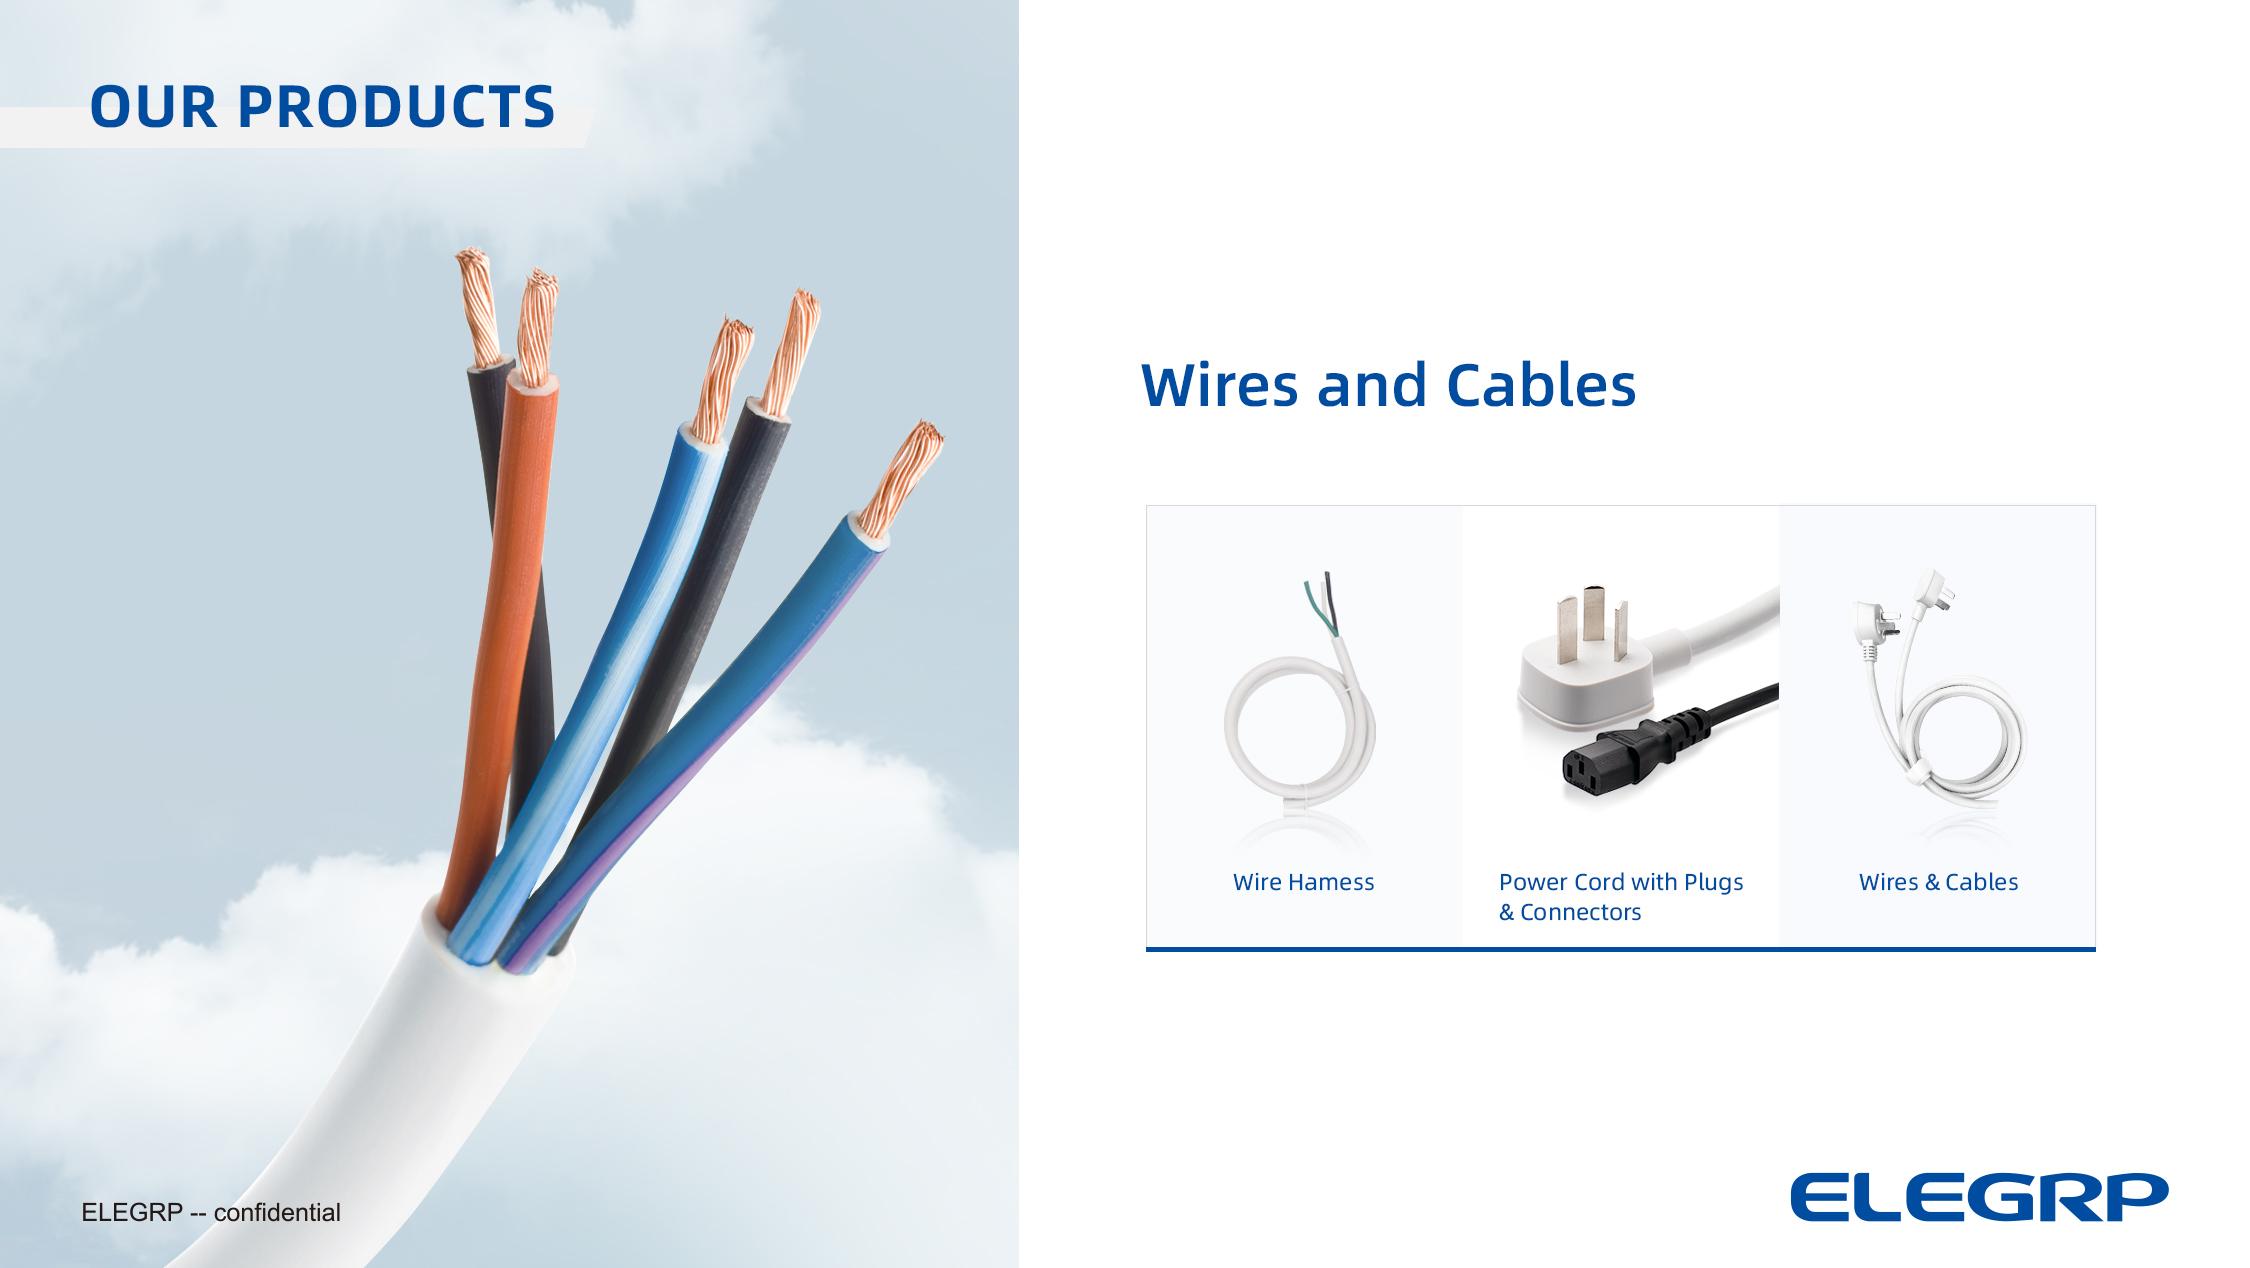 OUR PRODUCTS
Wires and Cables
Wire Hamess
Power Cord with Plugs
& Connectors
Wires & Cables
ELEGRP -- confidential
ELEGRP